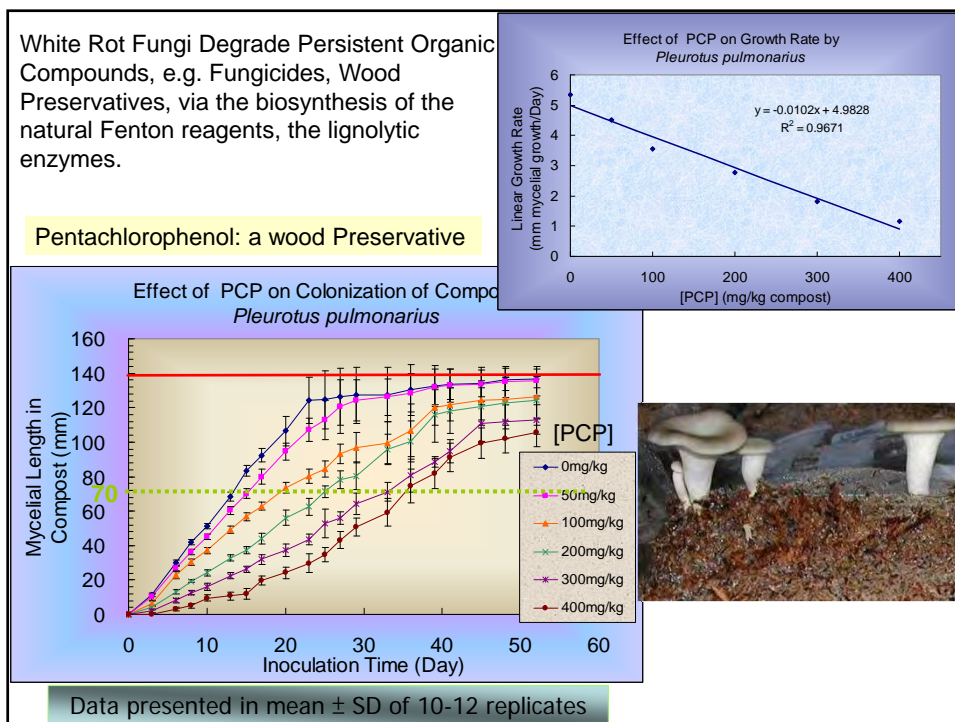 White Rot Fungi Degrade Persistent Organic
Compounds, e.g. Fungicides, Wood
Preservatives, via the biosynthesis of the
natural Fenton reagents, the lignolytic
enzymes.
Pentachlorophenol: a wood Preservative
Effect of PCP on Growth Rate by
Pleurotus pulmonarius
Linear Growth Rate
(mm mycelial growth/Day)
6
5
4
3
2
1
0
y = -0.0102x + 4.9828
R² = 0.9671
0 100 200 300 400
[PCP] (mg/kg compost)
Effect of PCP on Colonization of Compo
Pleurotus pulmonarius
Mycelial Length in
Compost (mm)
160
140
120
100
80
70
60
40
20
0
[PCP]
0mg/kg
50mg/kg
100mg/kg
200mg/kg
300mg/kg
400mg/kg
0 10 20 30 40 50 60
Inoculation Time (Day)
Data presented in mean ± SD of 10-12 replicates